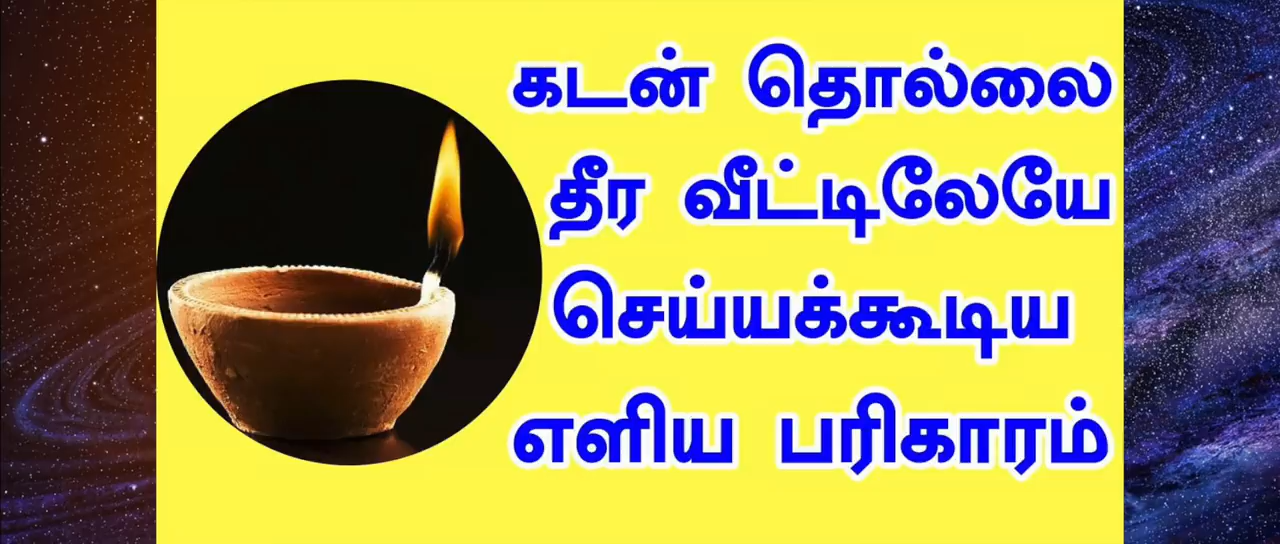 கடன் தொல்லை
தீர வீட்டிலேயே
செய்யக்கூடிய
எளிய பரிகாரம்